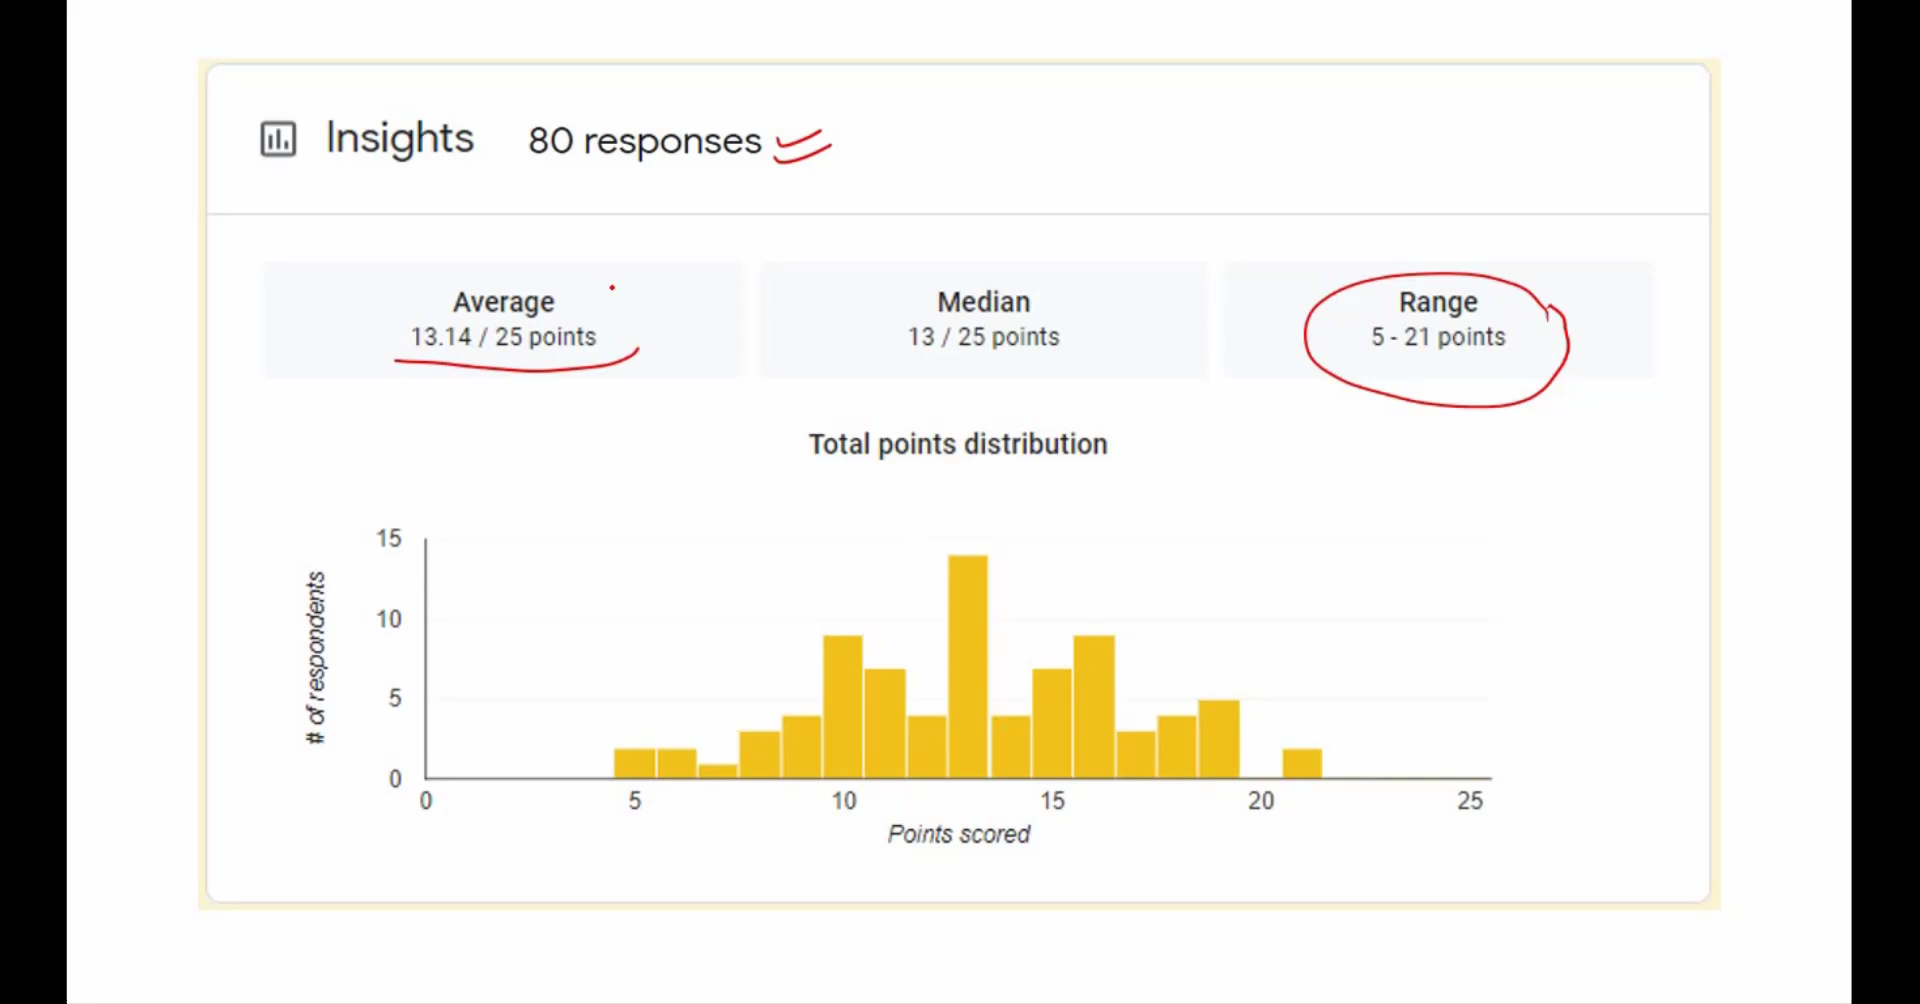 Insights 80 responses
Average
13.14 / 25 points
Median
13 / 25 points
Range
5 - 21 points
Total points distribution
# of respondents
15
10
5
0
0 5 10 15 20 25
Points scored